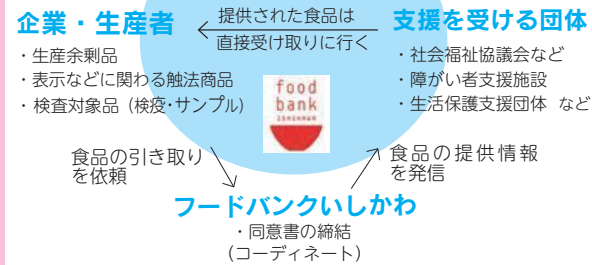 企業・生産者
・生産余剰品
・表示などに関わる触法商品
・検査対象品（検疫・サンプル）
提供された食品は
直接受け取りに行く
支援を受ける団体
・社会福祉協議会など
・障がい者支援施設
・生活保護支援団体 など
food
bank
ISHIKAWA
食品の引き取り
を依頼
食品の提供情報
を発信
フードバンクいしかわ
・同意書の締結
（コーディネート）